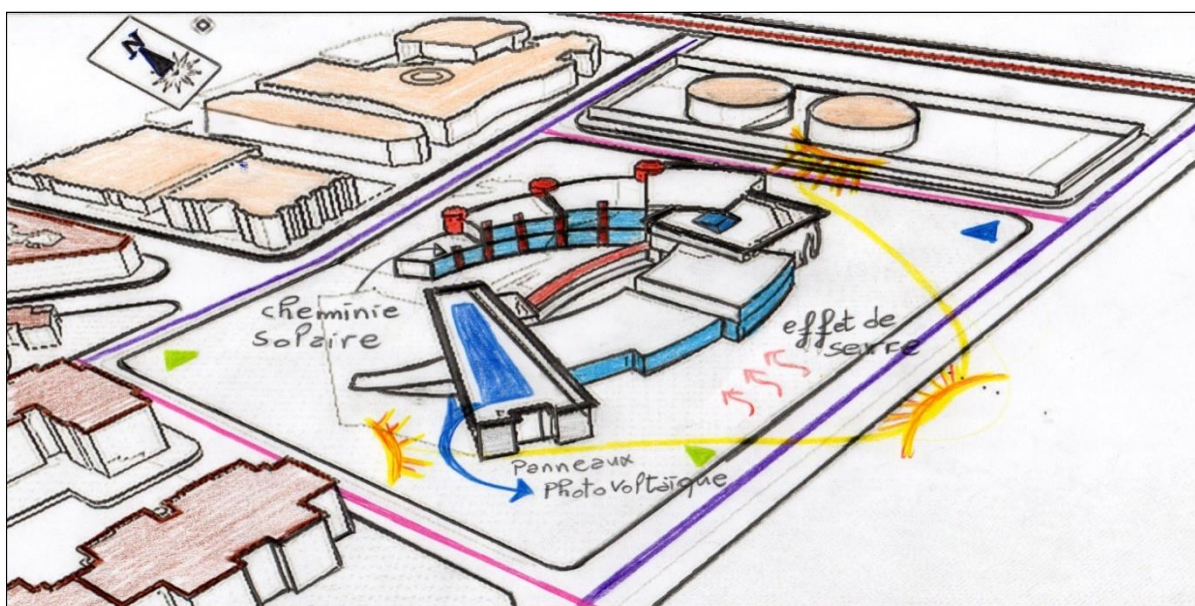 N
cheminie
solaire
effet de
serre
Panneaux
Photovoltaïque